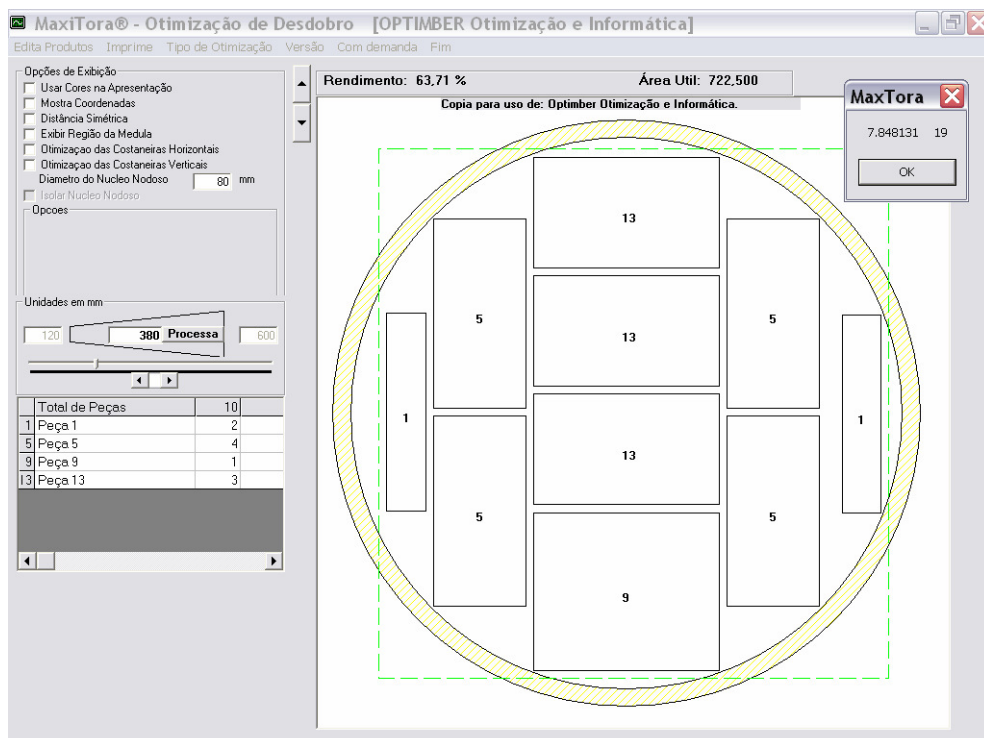 MaxiTora® - Otimização de Desdobro [OPTIMBER Otimização e Informática]
Edita Produtos Imprime Tipo de Otimização Versão Com demanda Fim
Opções de Exibição
Usar Cores na Apresentação
Mostra Coordenadas
Distância Simétrica
Exibir Região da Medula
Otimização das Costaneiras Horizontais
Otimizaçao das Costaneiras Verticais
Diametro do Nucleo Nodoso 80 mm
Isolar Nucleo Nodoso
Opcoes
Unidades em mm
120 380 Processa 600
Total de Peças 10
1 Peça 1 2
5 Peça 5 4
9 Peça 9 1
13 Peça 13 3
Rendimento: 63,71 % Área Util: 722,500
Copia para uso de: Optimber Otimização e Informática.
MaxTora
7.848131 19
OK
13
5
13
5
1
1
13
5
5
9